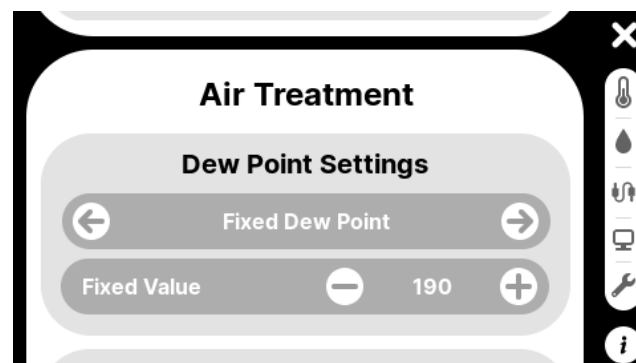 Air Treatment
Dew Point Settings
Fixed Dew Point
Fixed Value 190
i